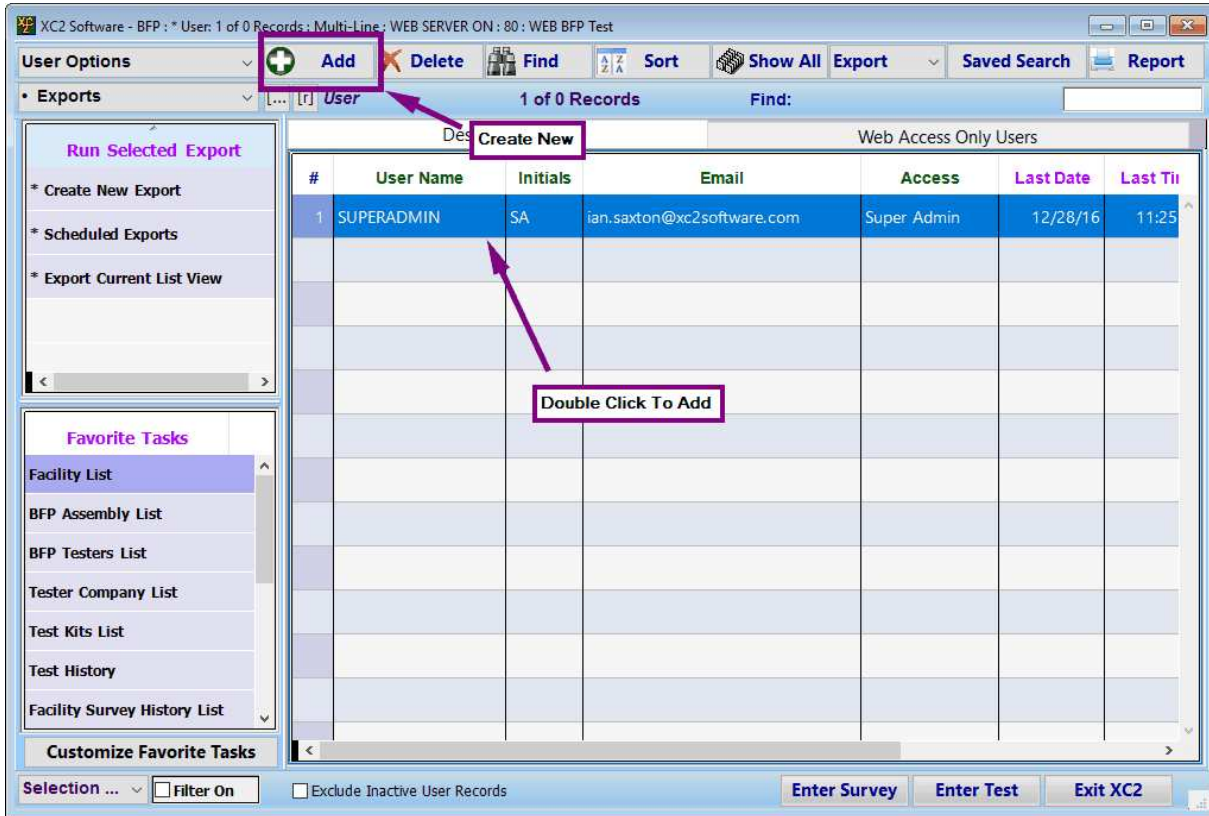 XC2 Software - BFP : * User: 1 of 0 Records : Multi-Line : WEB SERVER ON : 80 : WEB BFP Test
User Options Add Delete Find Sort Show All Export Saved Search Report
• Exports [... [r] User 1 of 0 Records Find:
Run Selected Export
* Create New Export
* Scheduled Exports
* Export Current List View
Favorite Tasks
Facility List
BFP Assembly List
BFP Testers List
Tester Company List
Test Kits List
Test History
Facility Survey History List
Customize Favorite Tasks
Des Web Access Only Users
Create New
# User Name Initials Email Access Last Date Last Ti
1 SUPERADMIN SA ian.saxton@xc2software.com Super Admin 12/28/16 11:25
Double Click To Add
Selection ... Filter On Exclude Inactive User Records Enter Survey Enter Test Exit XC2